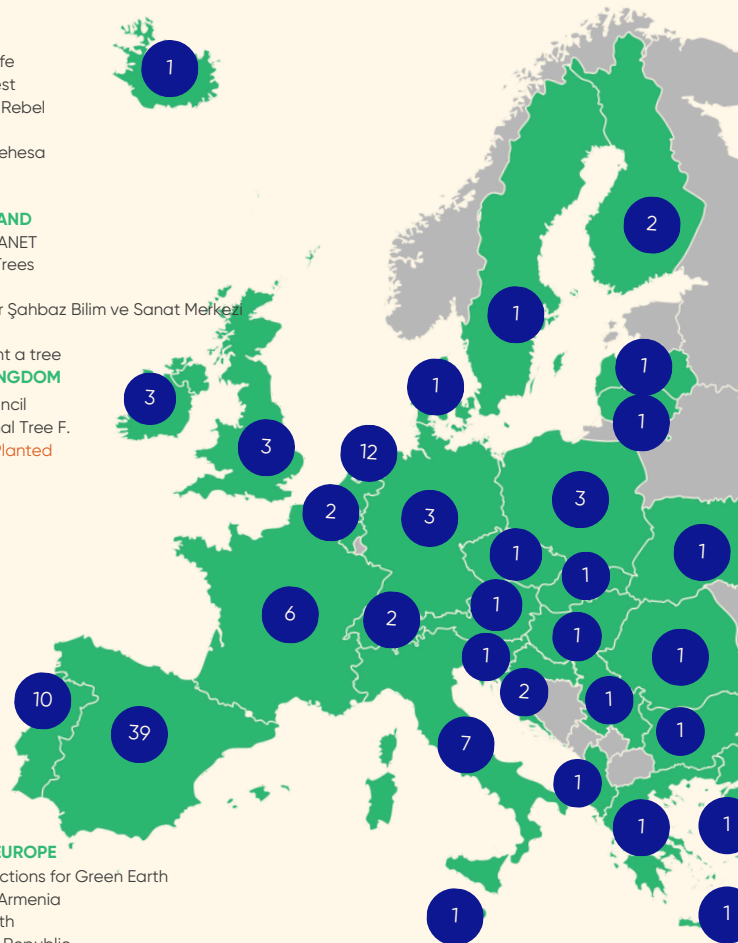 fe
est
Rebel
ehesa
AND
ANET
Trees
r Şahbaz Bilim ve Sanat Merkezi
nt a tree
NGDOM
ncil
al Tree F.
Planted
1
2
1
1
1
1
3
3
12
2
3
3
1
1
1
6
2
1
1
1
1
2
1
10
39
7
1
1
1
1
1
1
EUROPE
ctions for Green Earth
Armenia
th
Republic